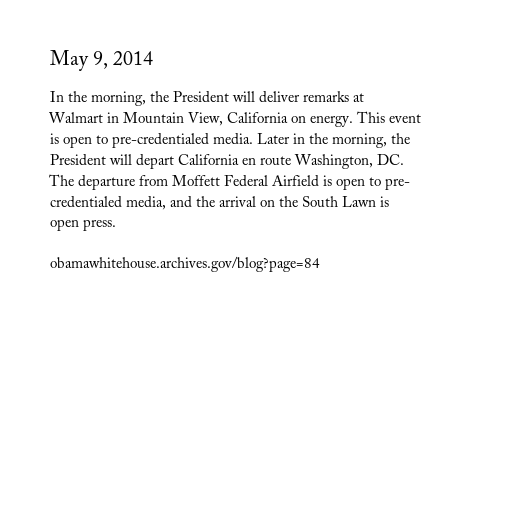 May 9, 2014
In the morning, the President will deliver remarks at
Walmart in Mountain View, California on energy. This event
is open to pre-credentialed media. Later in the morning, the
President will depart California en route Washington, DC.
The departure from Moffett Federal Airfield is open to pre-
credentialed media, and the arrival on the South Lawn is
open press.
obamawhitehouse.archives.gov/blog?page=84